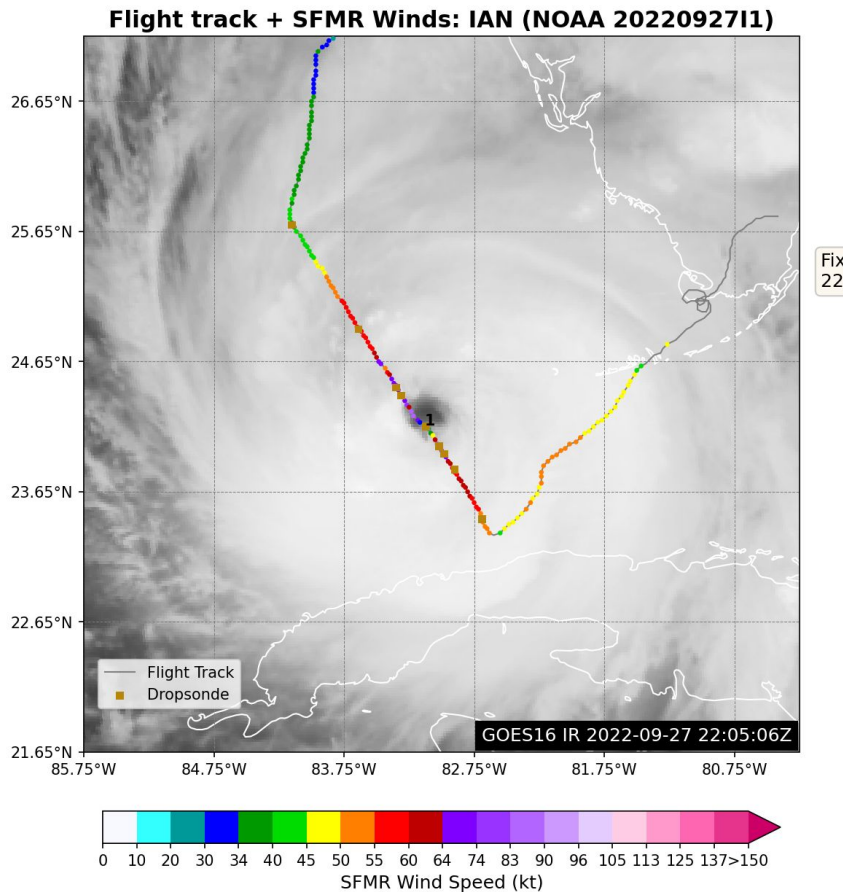 Flight track + SFMR Winds: IAN (NOAA 20220927I1)
26.65°N
25.65°N
Fix
22
24.65°N
1
23.65°N
22.65°N
Flight Track
Dropsonde
GOES16 IR 2022-09-27 22:05:06Z
21.65°N
85.75°W 84.75°W 83.75°W 82.75°W 81.75°W 80.75°W
0 10 20 30 34 40 45 50 55 60 64 74 83 90 96 105 113 125 137>150
SFMR Wind Speed (kt)